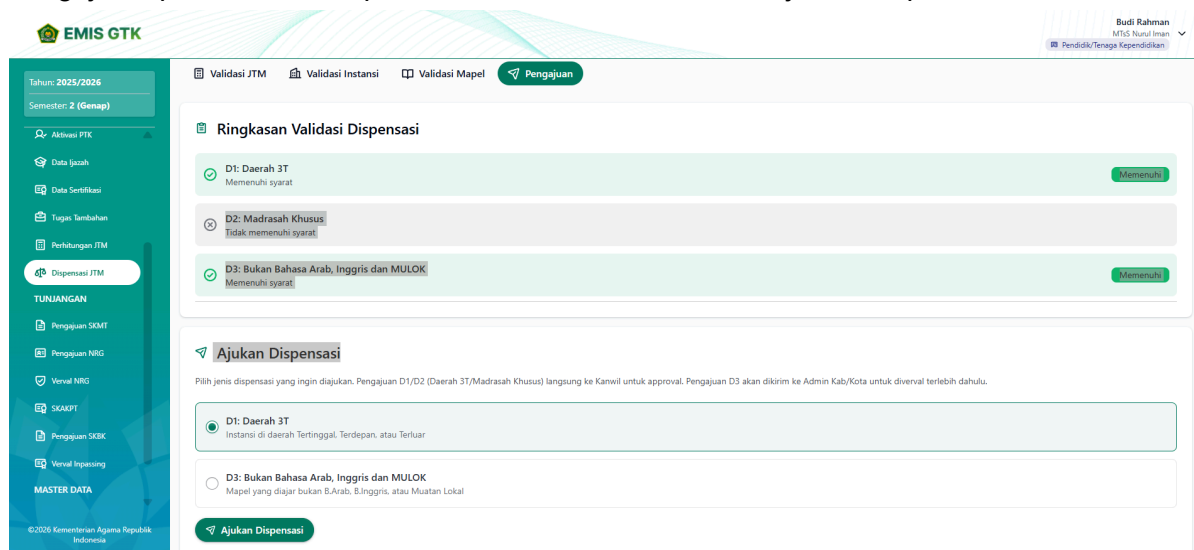 EMIS GTK
Budi Rahman
MTsS Nurul Iman
Pendidik/Tenaga Kependidikan
Tahun: 2025/2026
Semester: 2 (Genap)
Aktivasi PTK
Data Ijazah
Data Sertifikasi
Tugas Tambahan
Perhitungan JTM
Dispensasi JTM
TUNJANGAN
Pengajuan SKMT
Pengajuan NRG
Verval NRG
SKAKPT
Pengajuan SKBK
Verval Inpassing
MASTER DATA
©2026 Kementerian Agama Republik
Indonesia
Validasi JTM Validasi Instansi Validasi Mapel Pengajuan
Ringkasan Validasi Dispensasi
D1: Daerah 3T
Memenuhi syarat
Memenuhi
D2: Madrasah Khusus
Tidak memenuhi syarat
D3: Bukan Bahasa Arab, Inggris dan MULOK
Memenuhi syarat
Memenuhi
Ajukan Dispensasi
Pilih jenis dispensasi yang ingin diajukan. Pengajuan D1/D2 (Daerah 3T/Madrasah Khusus) langsung ke Kanwil untuk approval. Pengajuan D3 akan dikirim ke Admin Kab/Kota untuk diverval terlebih dahulu.
D1: Daerah 3T
Instansi di daerah Tertinggal, Terdepan, atau Terluar
D3: Bukan Bahasa Arab, Inggris dan MULOK
Mapel yang diajar bukan B.Arab, B.Inggris, atau Muatan Lokal
Ajukan Dispensasi